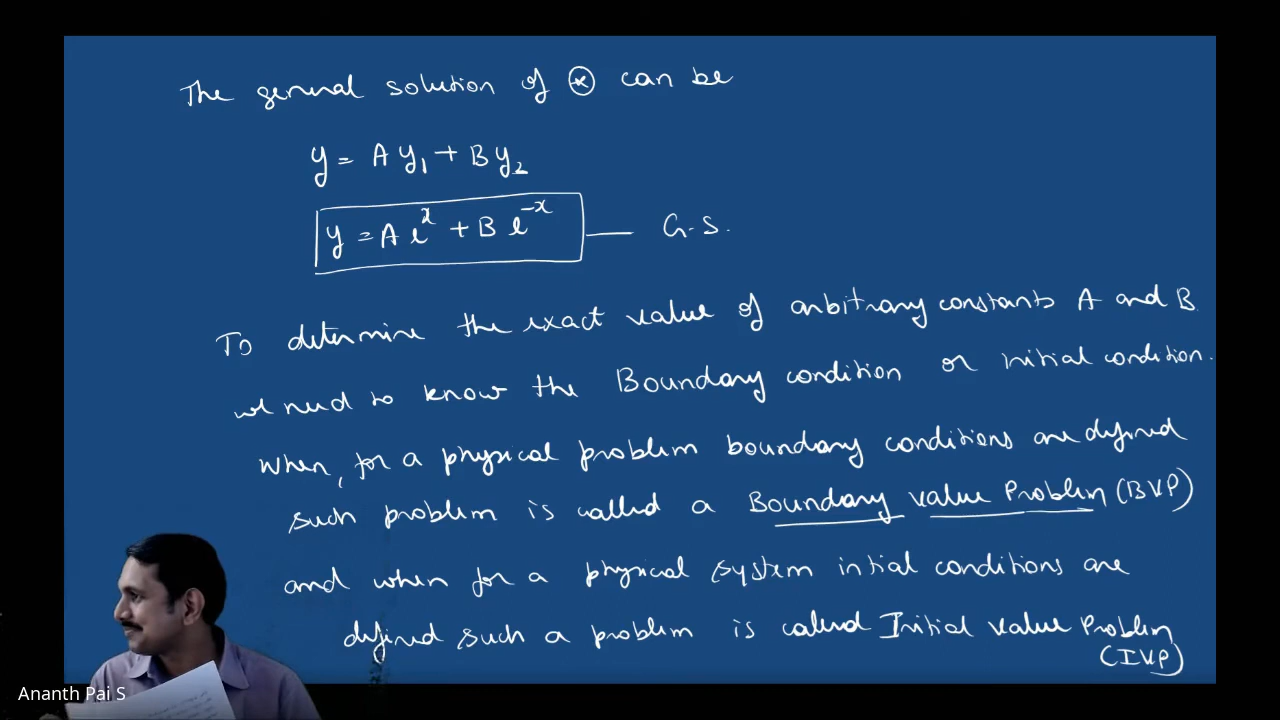 The general solution of ⊛ can be
y = A y₁ + B y₂
y = A eˣ + B e⁻ˣ — G.S.
To determine the exact value of arbitrary constants A and B
we need to know the Boundary condition or initial condition.
When, for a physical problem boundary conditions are defined
such problem is called a Boundary value Problem (BVP)
and when for a physical system initial conditions are
defined such a problem is called Initial value Problem
(IVP)
Ananth Pai S